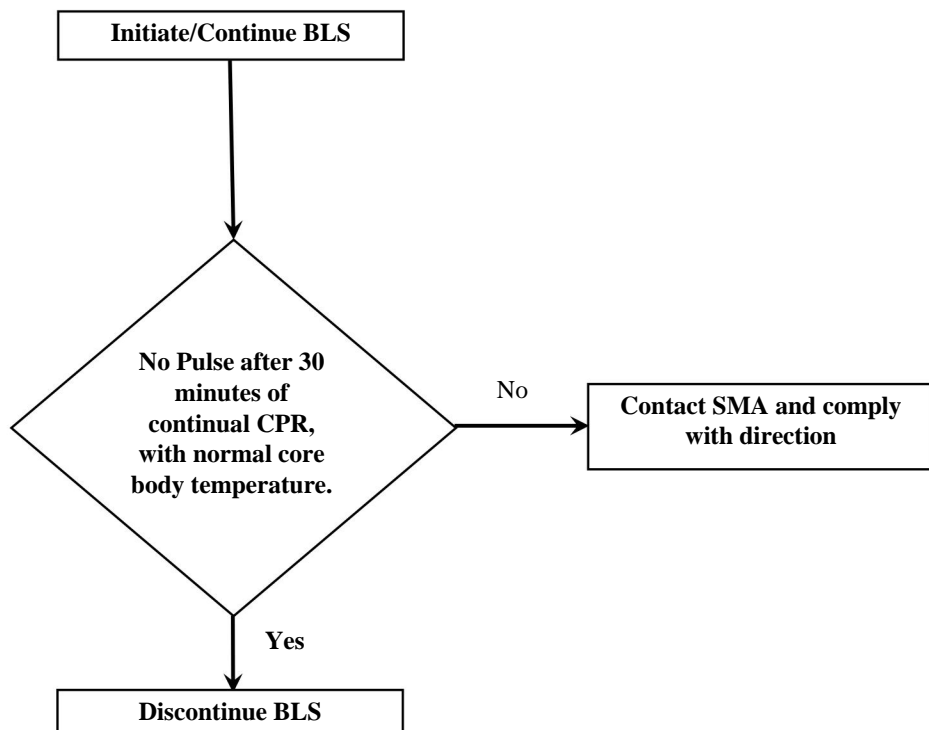 Initiate/Continue BLS
No Pulse after 30
minutes of
continual CPR,
with normal core
body temperature.
No
Contact SMA and comply
with direction
Yes
Discontinue BLS